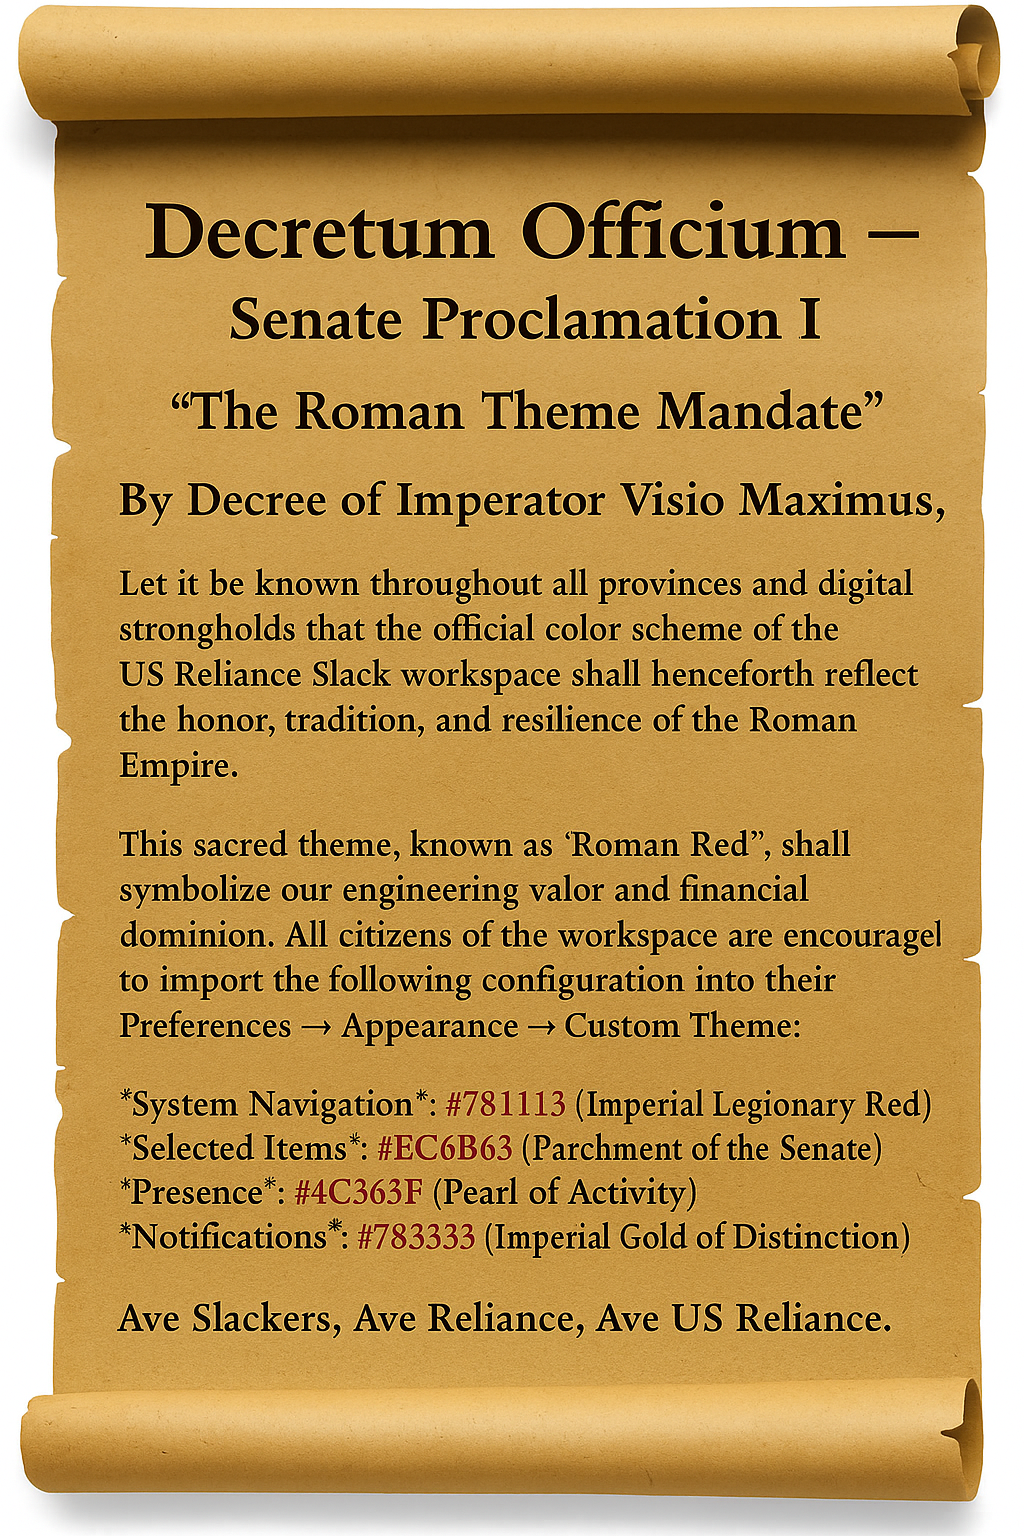 Decretum Officium –
Senate Proclamation I
“The Roman Theme Mandate”
By Decree of Imperator Visio Maximus,
Let it be known throughout all provinces and digital
strongholds that the official color scheme of the
US Reliance Slack workspace shall henceforth reflect
the honor, tradition, and resilience of the Roman
Empire.
This sacred theme, known as ‘Roman Red”, shall
symbolize our engineering valor and financial
dominion. All citizens of the workspace are encouragel
to import the following configuration into their
Preferences → Appearance → Custom Theme:
*System Navigation*: #781113 (Imperial Legionary Red)
*Selected Items*: #EC6B63 (Parchment of the Senate)
*Presence*: #4C363F (Pearl of Activity)
*Notifications*: #783333 (Imperial Gold of Distinction)
Ave Slackers, Ave Reliance, Ave US Reliance.